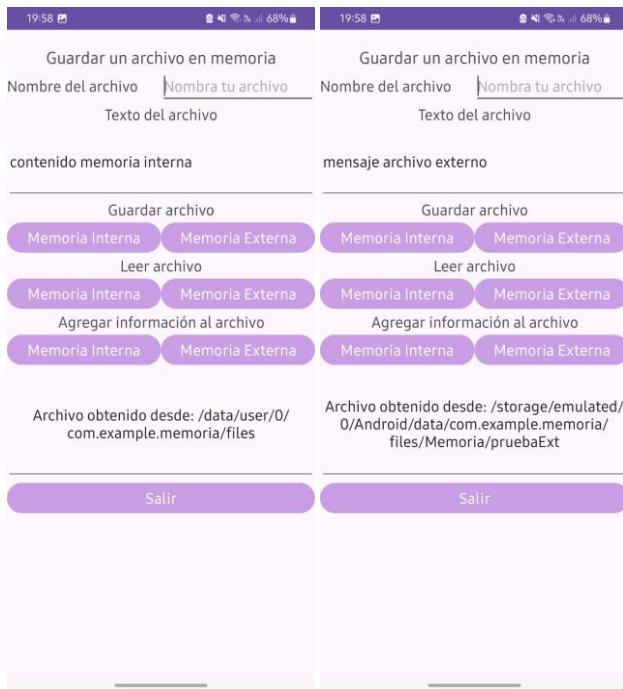 19:58
68%
Guardar un archivo en memoria
Nombre del archivo Nombra tu archivo
Texto del archivo
contenido memoria interna
Guardar archivo
Memoria Interna Memoria Externa
Leer archivo
Memoria Interna Memoria Externa
Agregar información al archivo
Memoria Interna Memoria Externa
Archivo obtenido desde: /data/user/0/
com.example.memoria/files
Salir
19:58
68%
Guardar un archivo en memoria
Nombre del archivo Nombra tu archivo
Texto del archivo
mensaje archivo externo
Guardar archivo
Memoria Interna Memoria Externa
Leer archivo
Memoria Interna Memoria Externa
Agregar información al archivo
Memoria Interna Memoria Externa
Archivo obtenido desde: /storage/emulated/
0/Android/data/com.example.memoria/
files/Memoria/pruebaExt
Salir